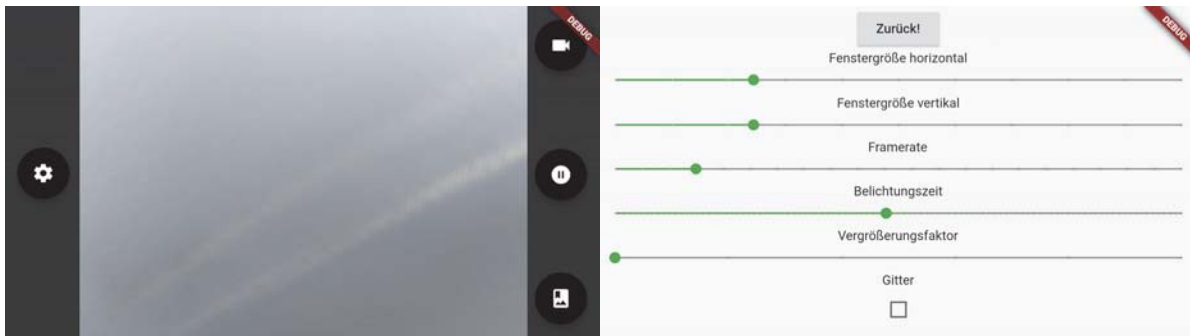 DEBUG
Zurück!
DEBUG
Fenstergröße horizontal
Fenstergröße vertikal
Framerate
Belichtungszeit
Vergrößerungsfaktor
Gitter